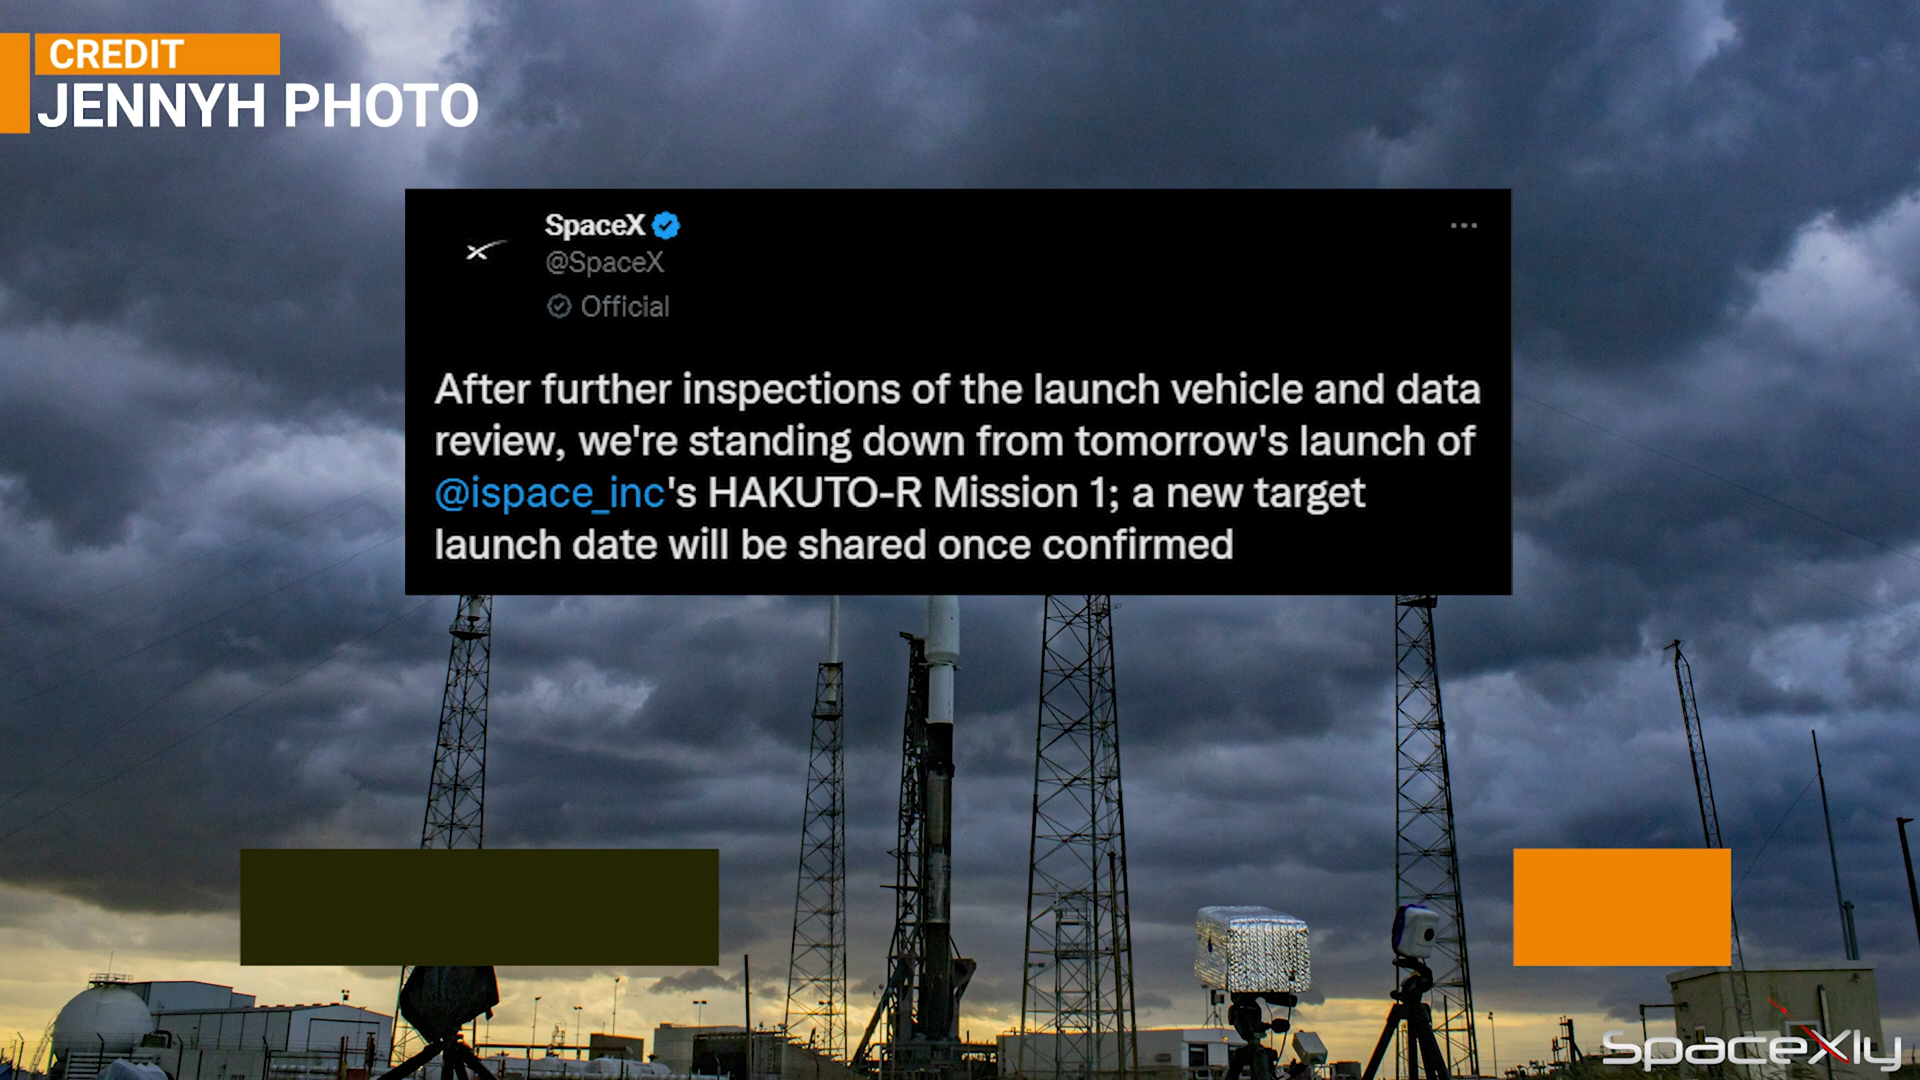 CREDIT
JENNYH PHOTO
SpaceX
@SpaceX
Official
After further inspections of the launch vehicle and data
review, we're standing down from tomorrow's launch of
@ispace_inc's HAKUTO-R Mission 1; a new target
launch date will be shared once confirmed
SpaceXly